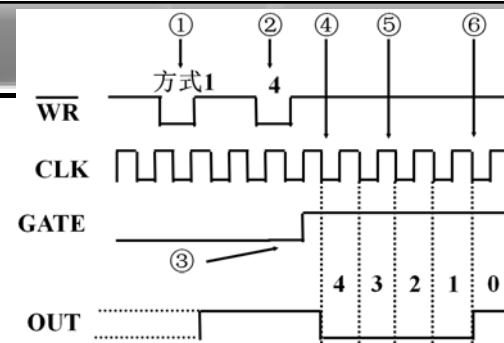 ① ② ④ ⑤ ⑥
方式1 4
WR
CLK
GATE
③
4 3 2 1 0
OUT